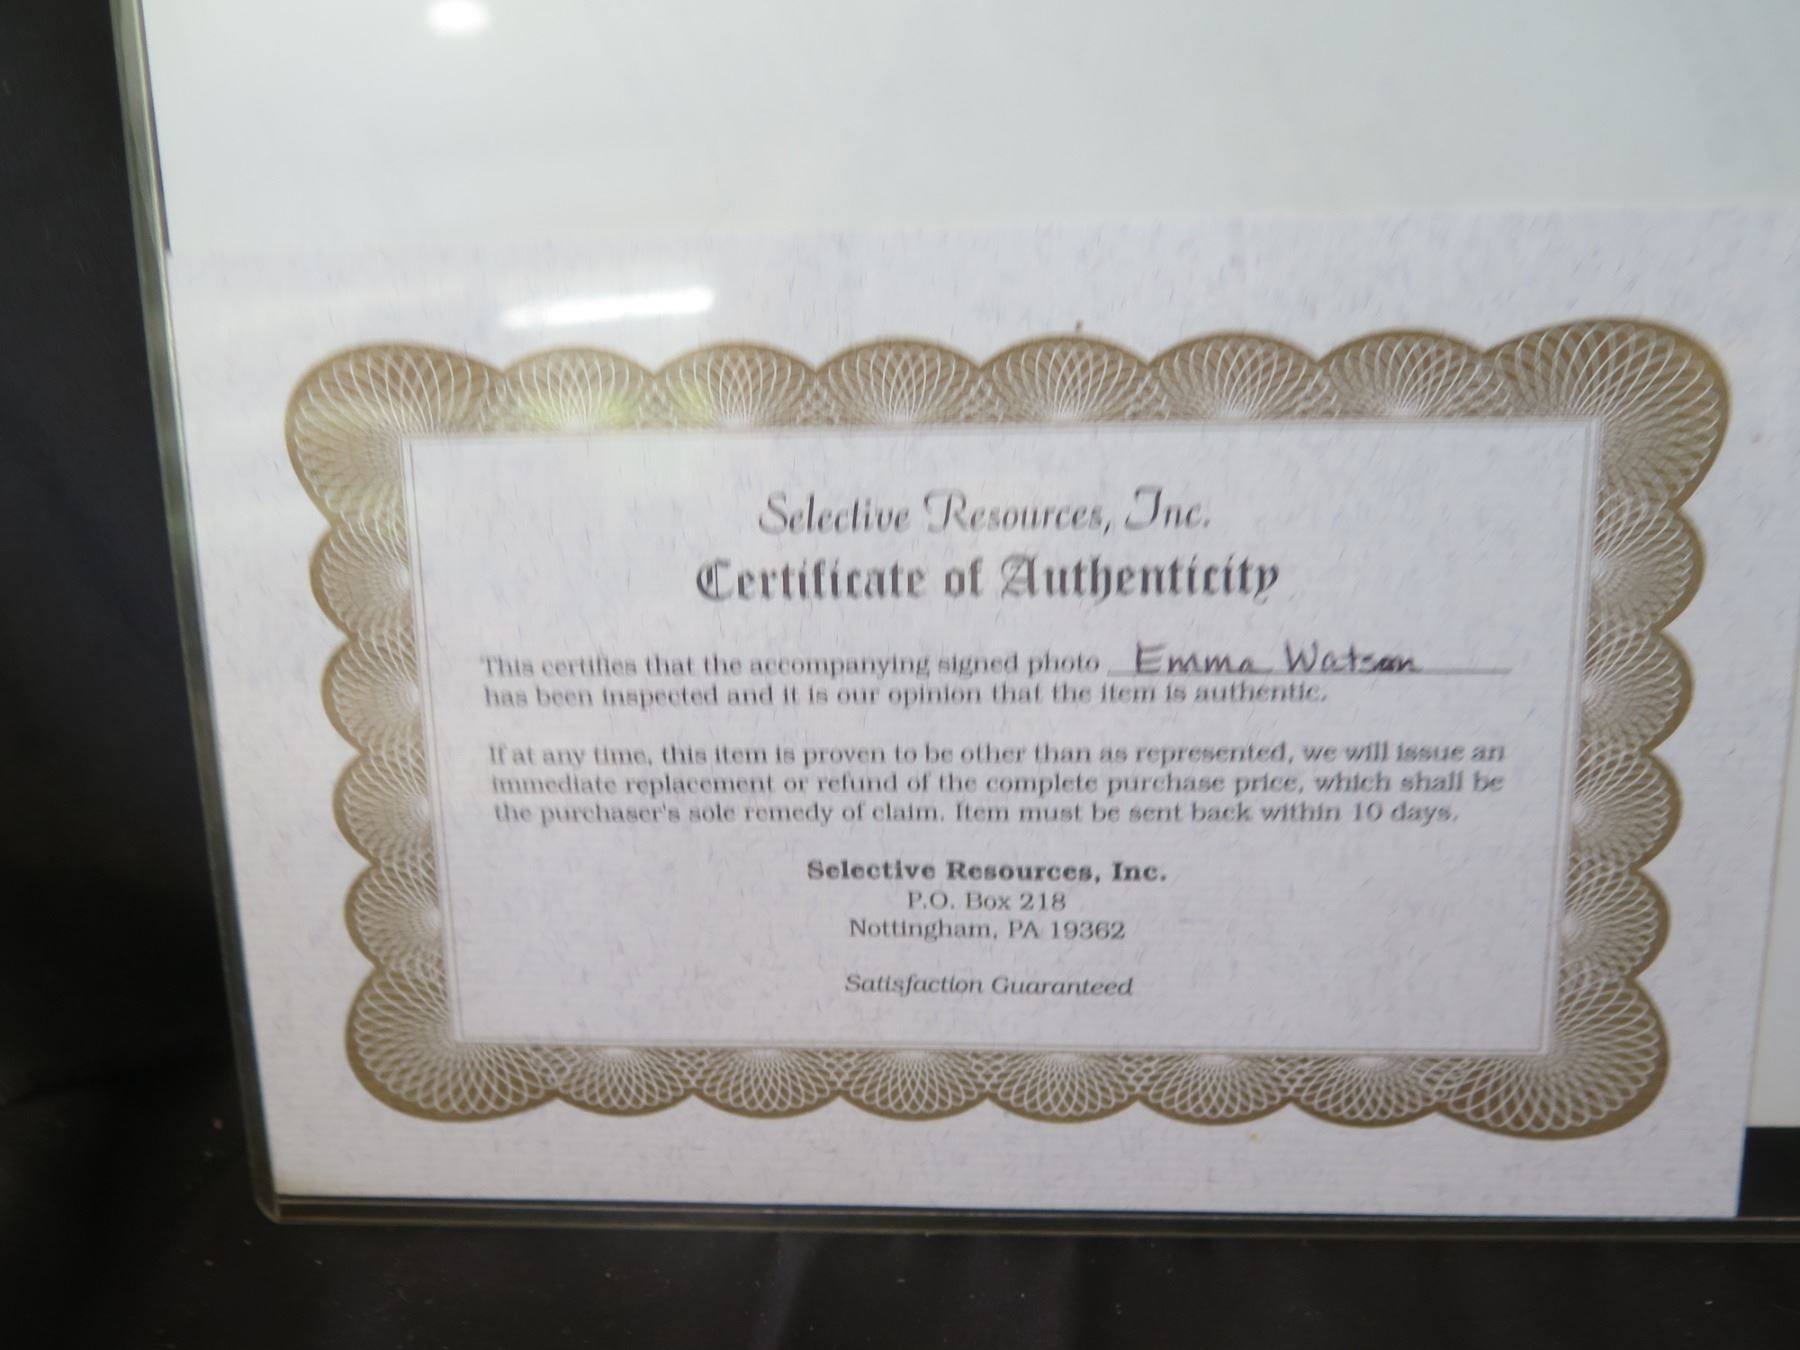 Selective Resources, Inc.
Certificate of Authenticity
This certifies that the accompanying signed photo Emma Watson
has been inspected and it is our opinion that the item is authentic.
If at any time, this item is proven to be other than as represented, we will issue an
immediate replacement or refund of the complete purchase price, which shall be
the purchaser's sole remedy of claim. Item must be sent back within 10 days.
Selective Resources, Inc.
P.O. Box 218
Nottingham, PA 19362
Satisfaction Guaranteed